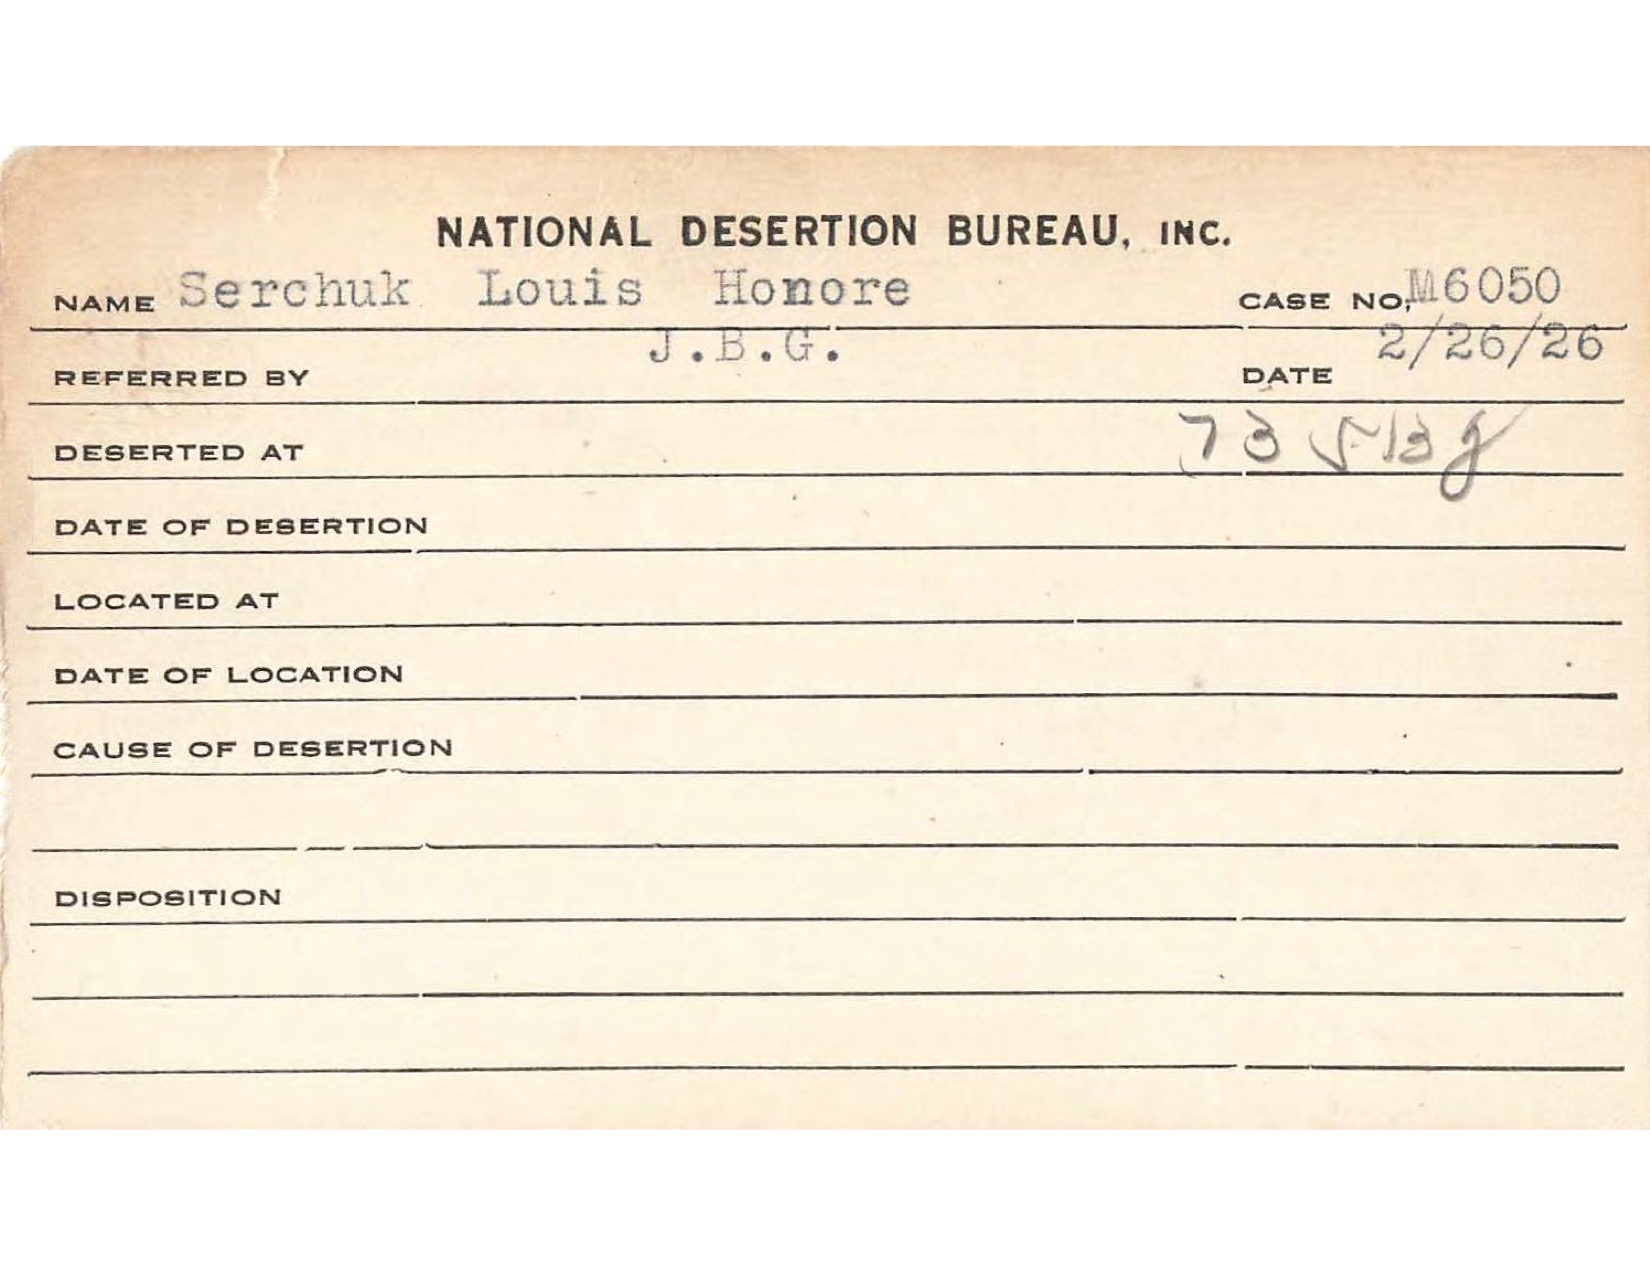 NATIONAL DESERTION BUREAU, INC.
NAME Serchuk Louis Honore CASE NO. M6050
REFERRED BY J.B.G. DATE 2/26/26
DESERTED AT 73
DATE OF DESERTION
LOCATED AT
DATE OF LOCATION
CAUSE OF DESERTION
DISPOSITION